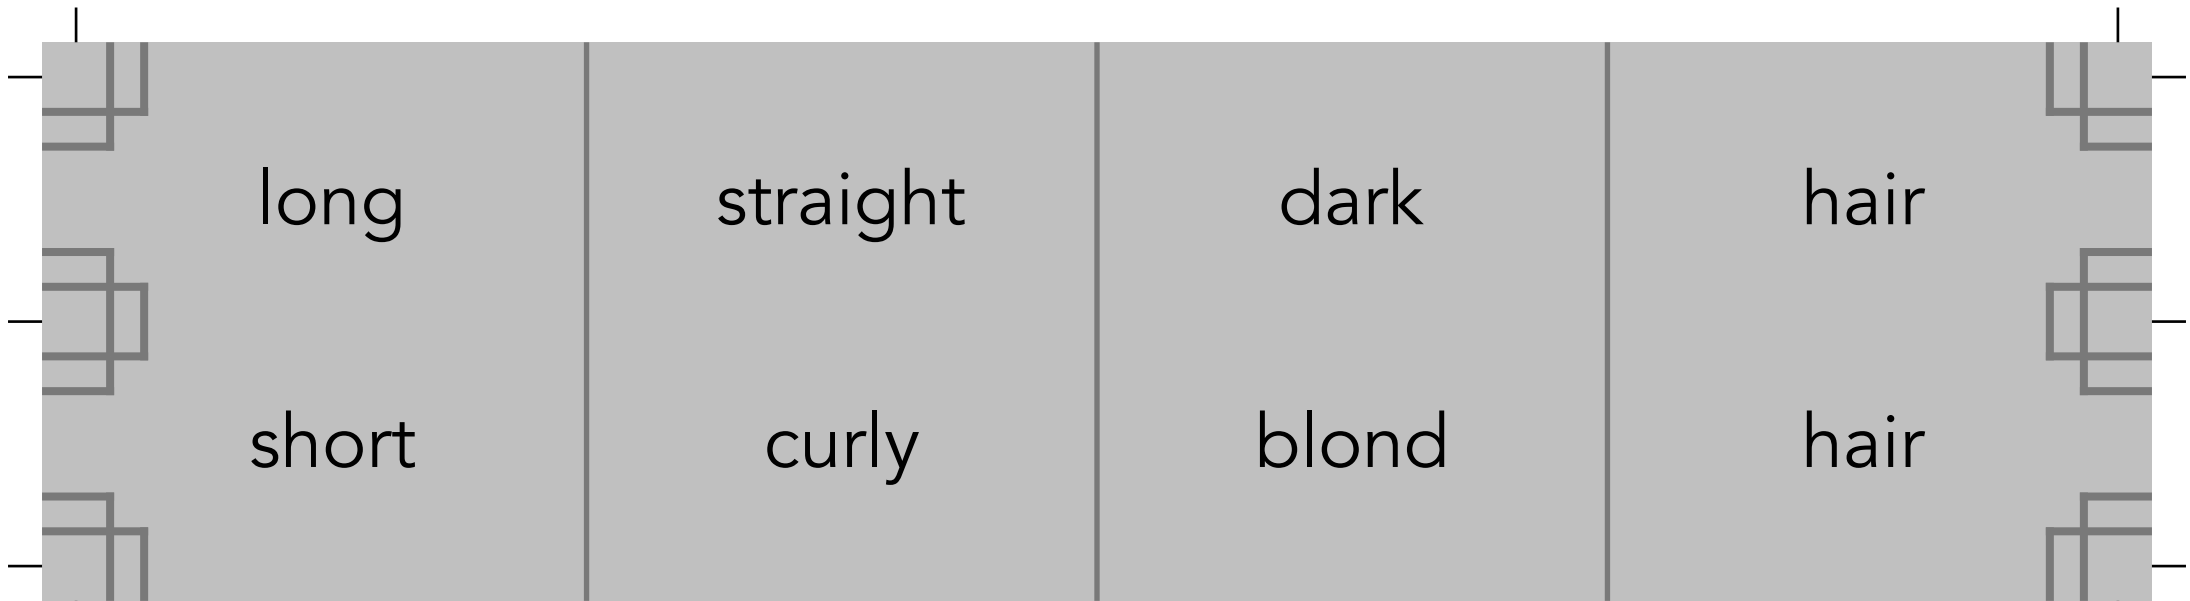 long straight dark hair
short curly blond hair